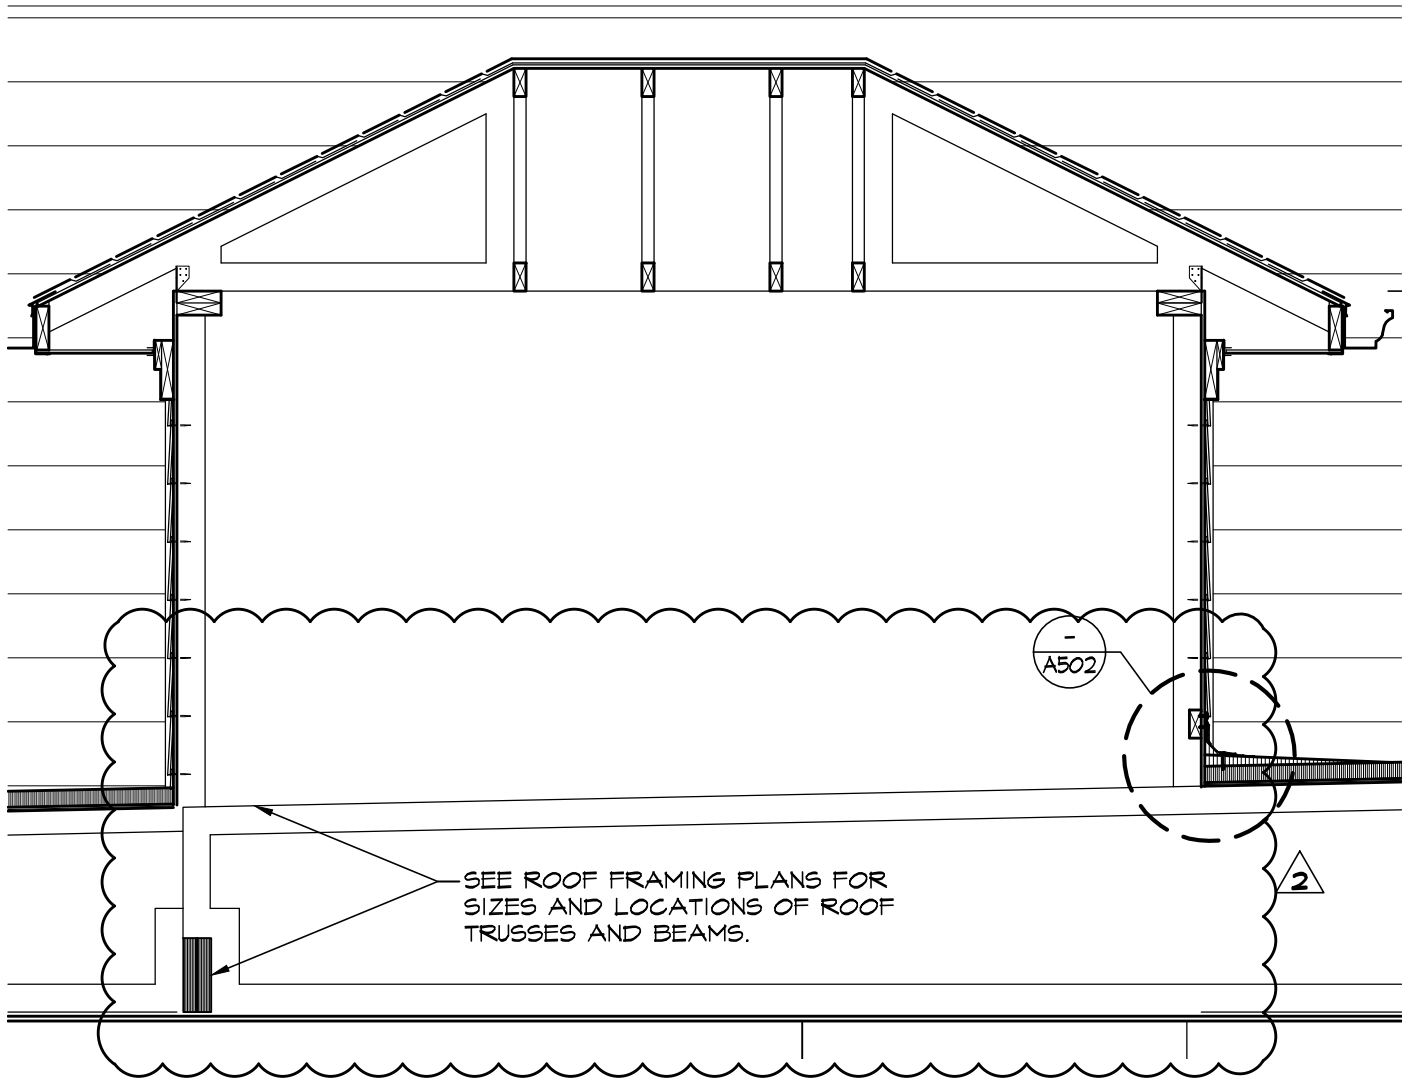 -
A502
SEE ROOF FRAMING PLANS FOR
SIZES AND LOCATIONS OF ROOF
TRUSSES AND BEAMS.
2